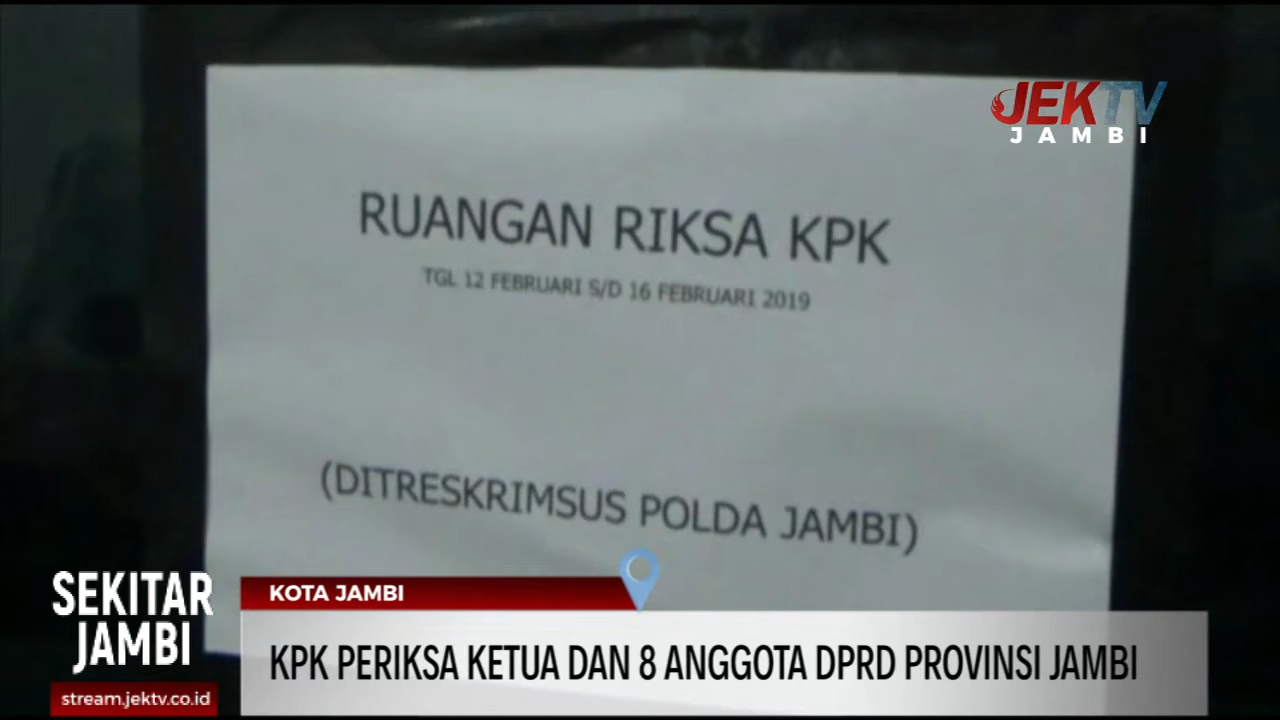 JEKTV
JAMBI
RUANGAN RIKSA KPK
TGL 12 FEBRUARI S/D 16 FEBRUARI 2019
(DITRESKRIMSUS POLDA JAMBI)
SEKITAR
JAMBI
stream.jektv.co.id
KOTA JAMBI
KPK PERIKSA KETUA DAN 8 ANGGOTA DPRD PROVINSI JAMBI